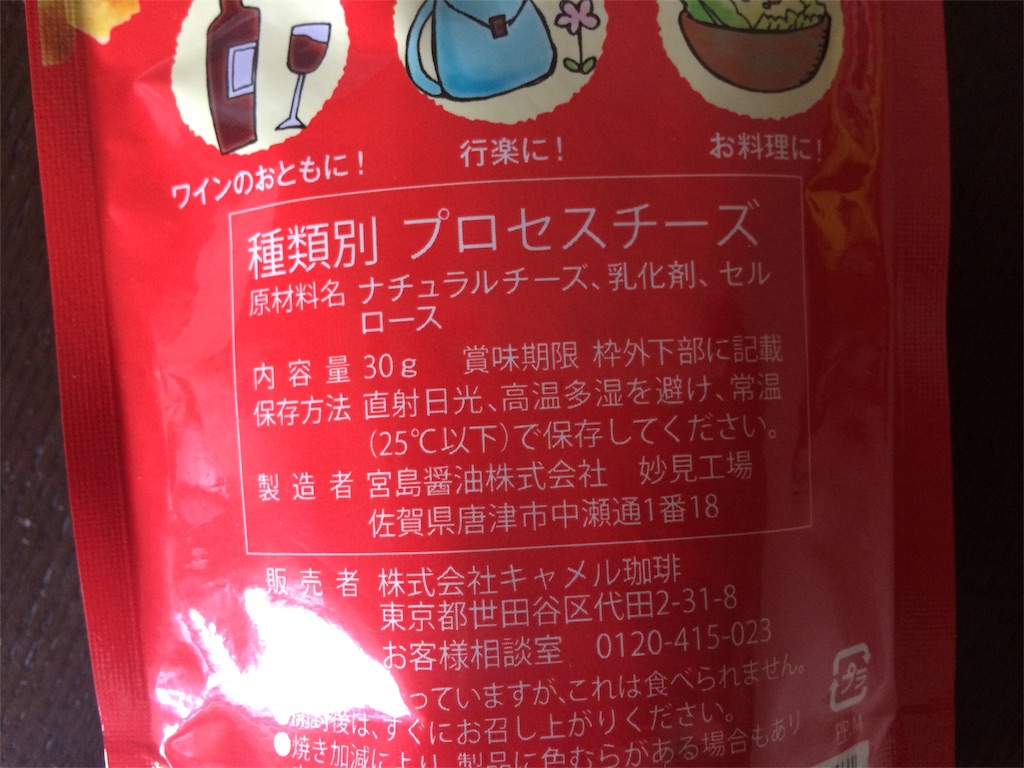 ワインのおともに!
行楽に!
お料理に!
種類別 プロセスチーズ
原材料名 ナチュラルチーズ、乳化剤、セル
ロース
内容量 30g 賞味期限 枠外下部に記載
保存方法 直射日光、高温多湿を避け、常温
(25℃以下)で保存してください。
製造者 宮島醤油株式会社 妙見工場
佐賀県唐津市中瀬通1番18
販売者 株式会社キャメル珈琲
東京都世田谷区代田2-31-8
お客様相談室 0120-415-023
っていますが、これは食べられません。
●開封後は、すぐにお召し上がりください。
●焼き加減により、製品に色むらがある場合もあり
プラ
PP,M